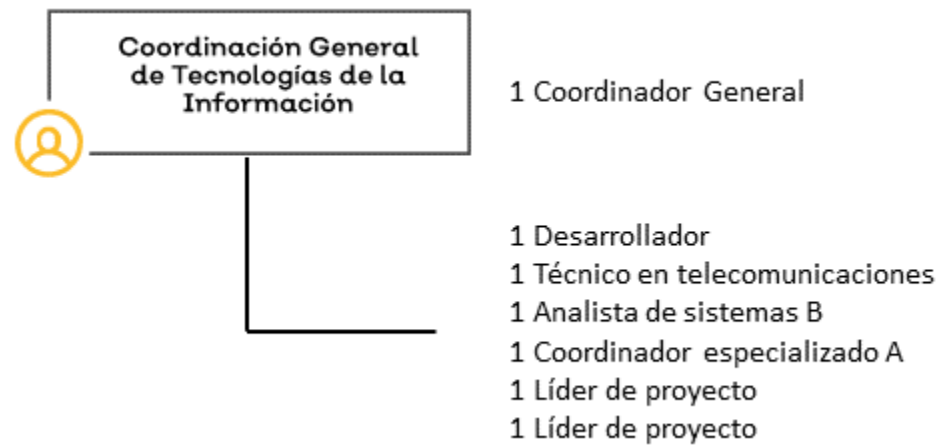 Coordinación General
de Tecnologías de la
Información
1 Coordinador General
1 Desarrollador
1 Técnico en telecomunicaciones
1 Analista de sistemas B
1 Coordinador especializado A
1 Líder de proyecto
1 Líder de proyecto